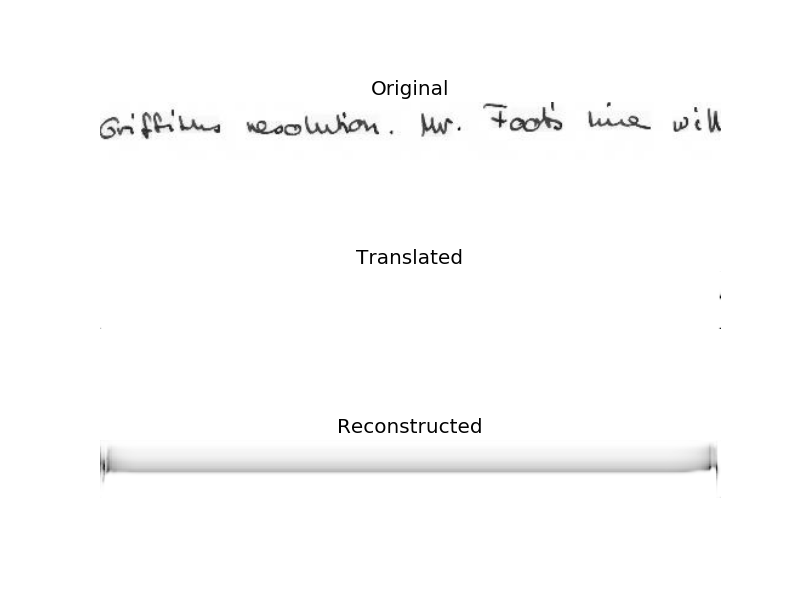 Original
Griffiths resolution. Mr. Foot's line will
Translated
Reconstructed